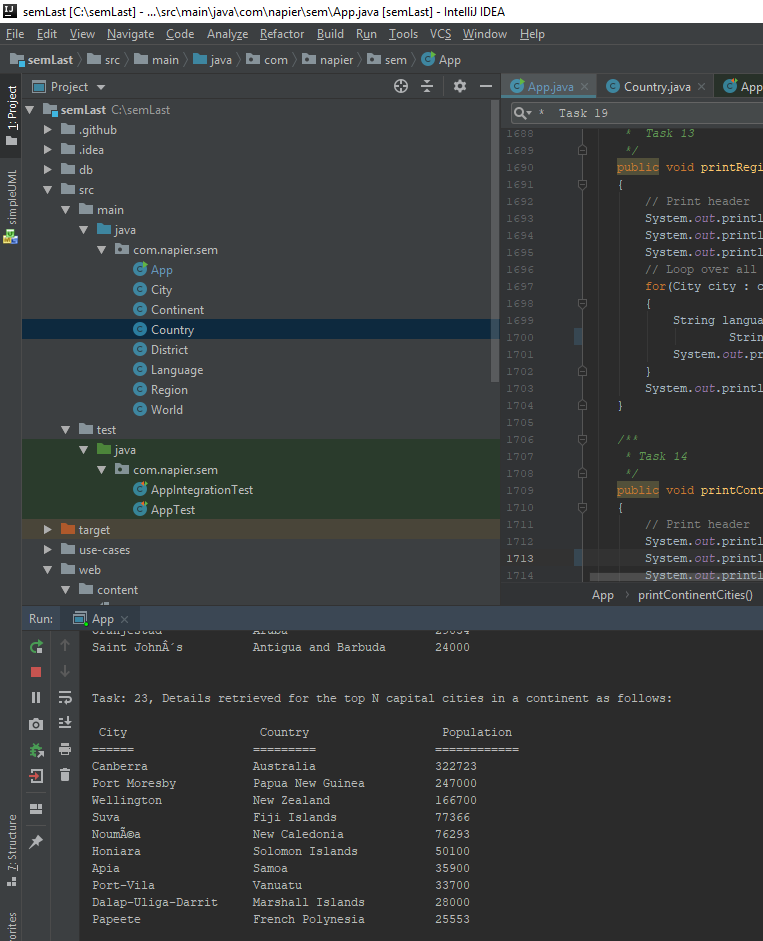 semLast [C:\semLast] - ...\src\main\java\com\napier\sem\App.java [semLast] - IntelliJ IDEA
File Edit View Navigate Code Analyze Refactor Build Run Tools VCS Window Help
semLast src main java com napier sem App
1: Project
simpleUML
7: Structure
Project
semLast C:\semLast
.github
.idea
db
src
main
java
com.napier.sem
App
City
Continent
Country
District
Language
Region
World
test
java
com.napier.sem
AppIntegrationTest
AppTest
target
use-cases
web
content
App.java Country.java App
* Task 19
1688 * Task 13
1689 */
1690 public void printRegi
1691 {
1692 // Print header
1693 System.out.printl
1694 System.out.printl
1695 System.out.printl
1696 // Loop over all
1697 for(City city : c
1698 {
1699 String langua
1700 Strin
1701 System.out.pr
1702 }
1703 System.out.printl
1704 }
1705
1706 /**
1707 * Task 14
1708 */
1709 public void printCont
1710 {
1711 // Print header
1712 System.out.printl
1713 System.out.printl
1714 System.out.printl
App printContinentCities()
Run: App
Oranjestad Aruba 29034
Saint JohnÂ´s Antigua and Barbuda 24000
Task: 23, Details retrieved for the top N capital cities in a continent as follows:
City Country Population
====== ========= ============
Canberra Australia 322723
Port Moresby Papua New Guinea 247000
Wellington New Zealand 166700
Suva Fiji Islands 77366
NoumÃ©a New Caledonia 76293
Honiara Solomon Islands 50100
Apia Samoa 35900
Port-Vila Vanuatu 33700
Dalap-Uliga-Darrit Marshall Islands 28000
Papeete French Polynesia 25553